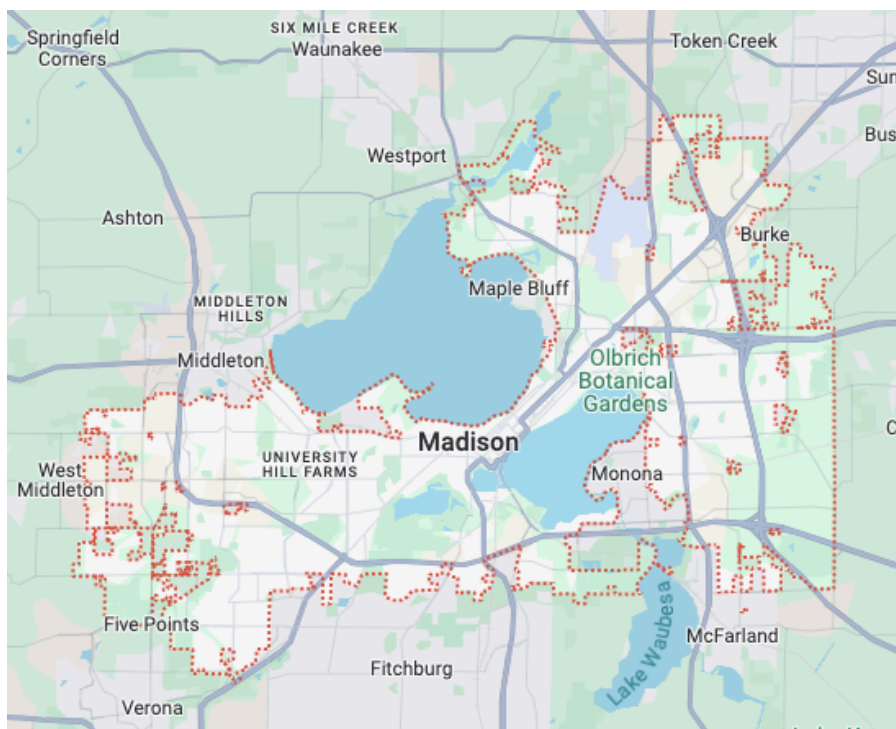 SIX MILE CREEK
Waunakee
Springfield
Corners
Token Creek
Sun
Bus
Westport
Ashton
Burke
MIDDLETON
HILLS
Maple Bluff
Middleton
Olbrich
Botanical
Gardens
Madison
UNIVERSITY
HILL FARMS
West
Middleton
Monona
C
Five Points
McFarland
Lake Waubesa
Fitchburg
Verona